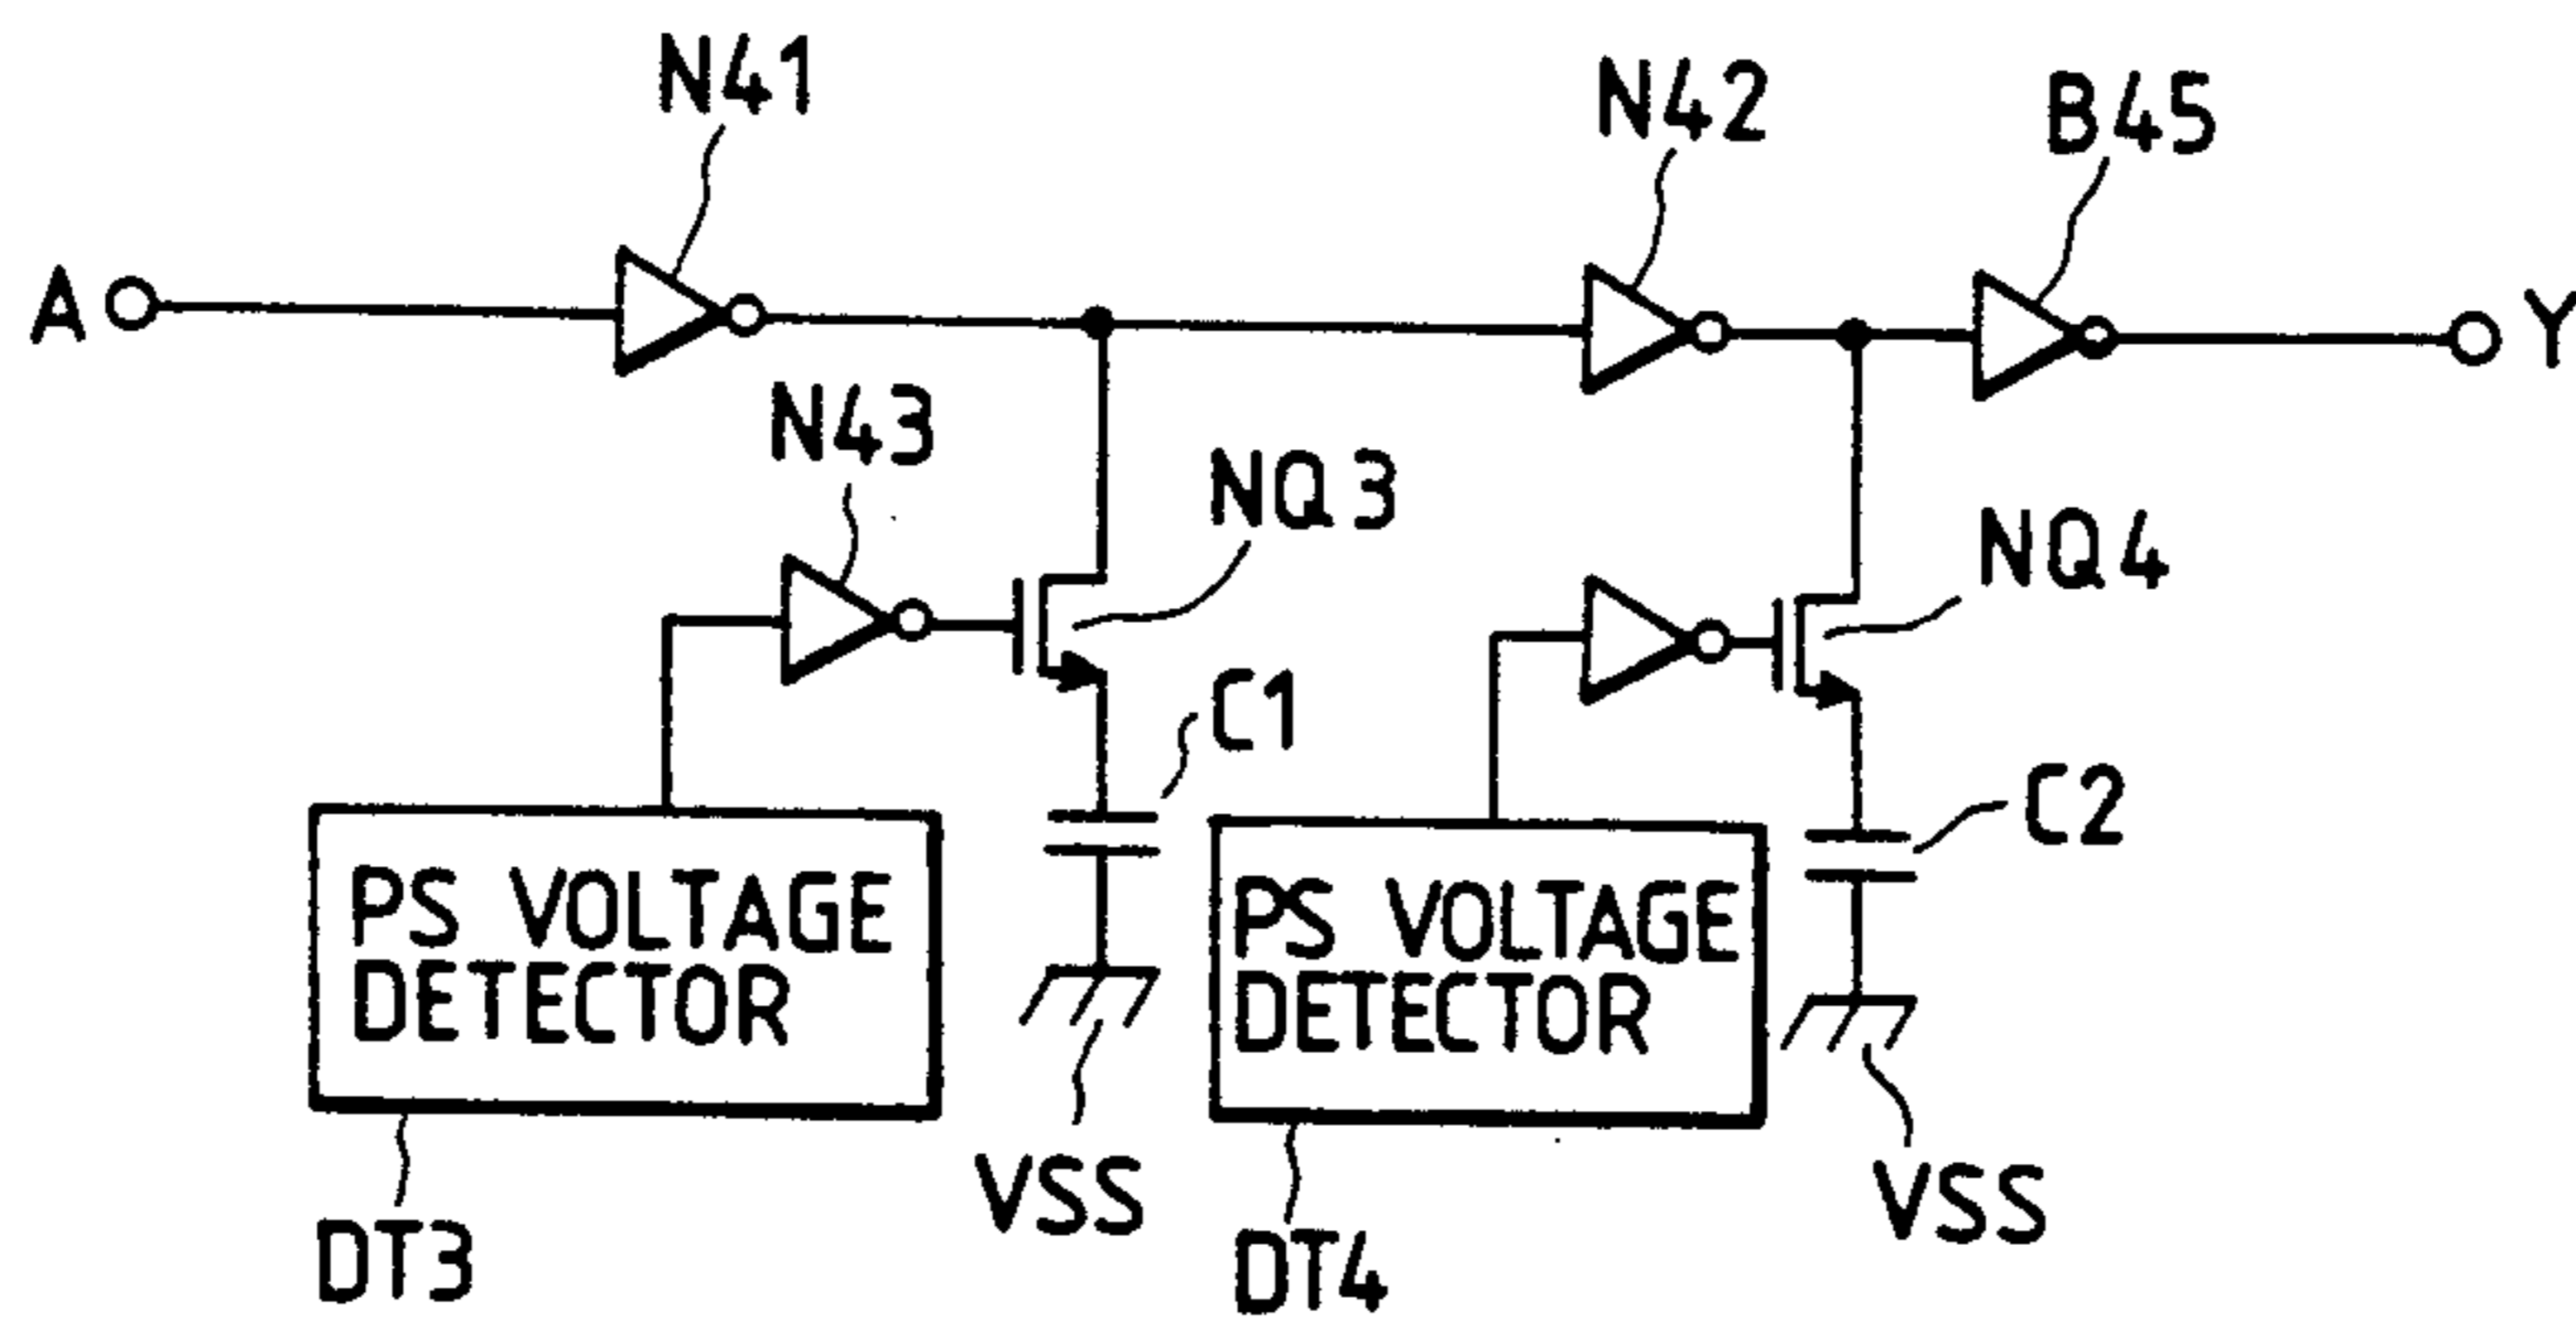 N41
N42
B45
A
Y
N43
NQ3
NQ4
C1
C2
PS VOLTAGE
DETECTOR
PS VOLTAGE
DETECTOR
VSS
VSS
DT3
DT4